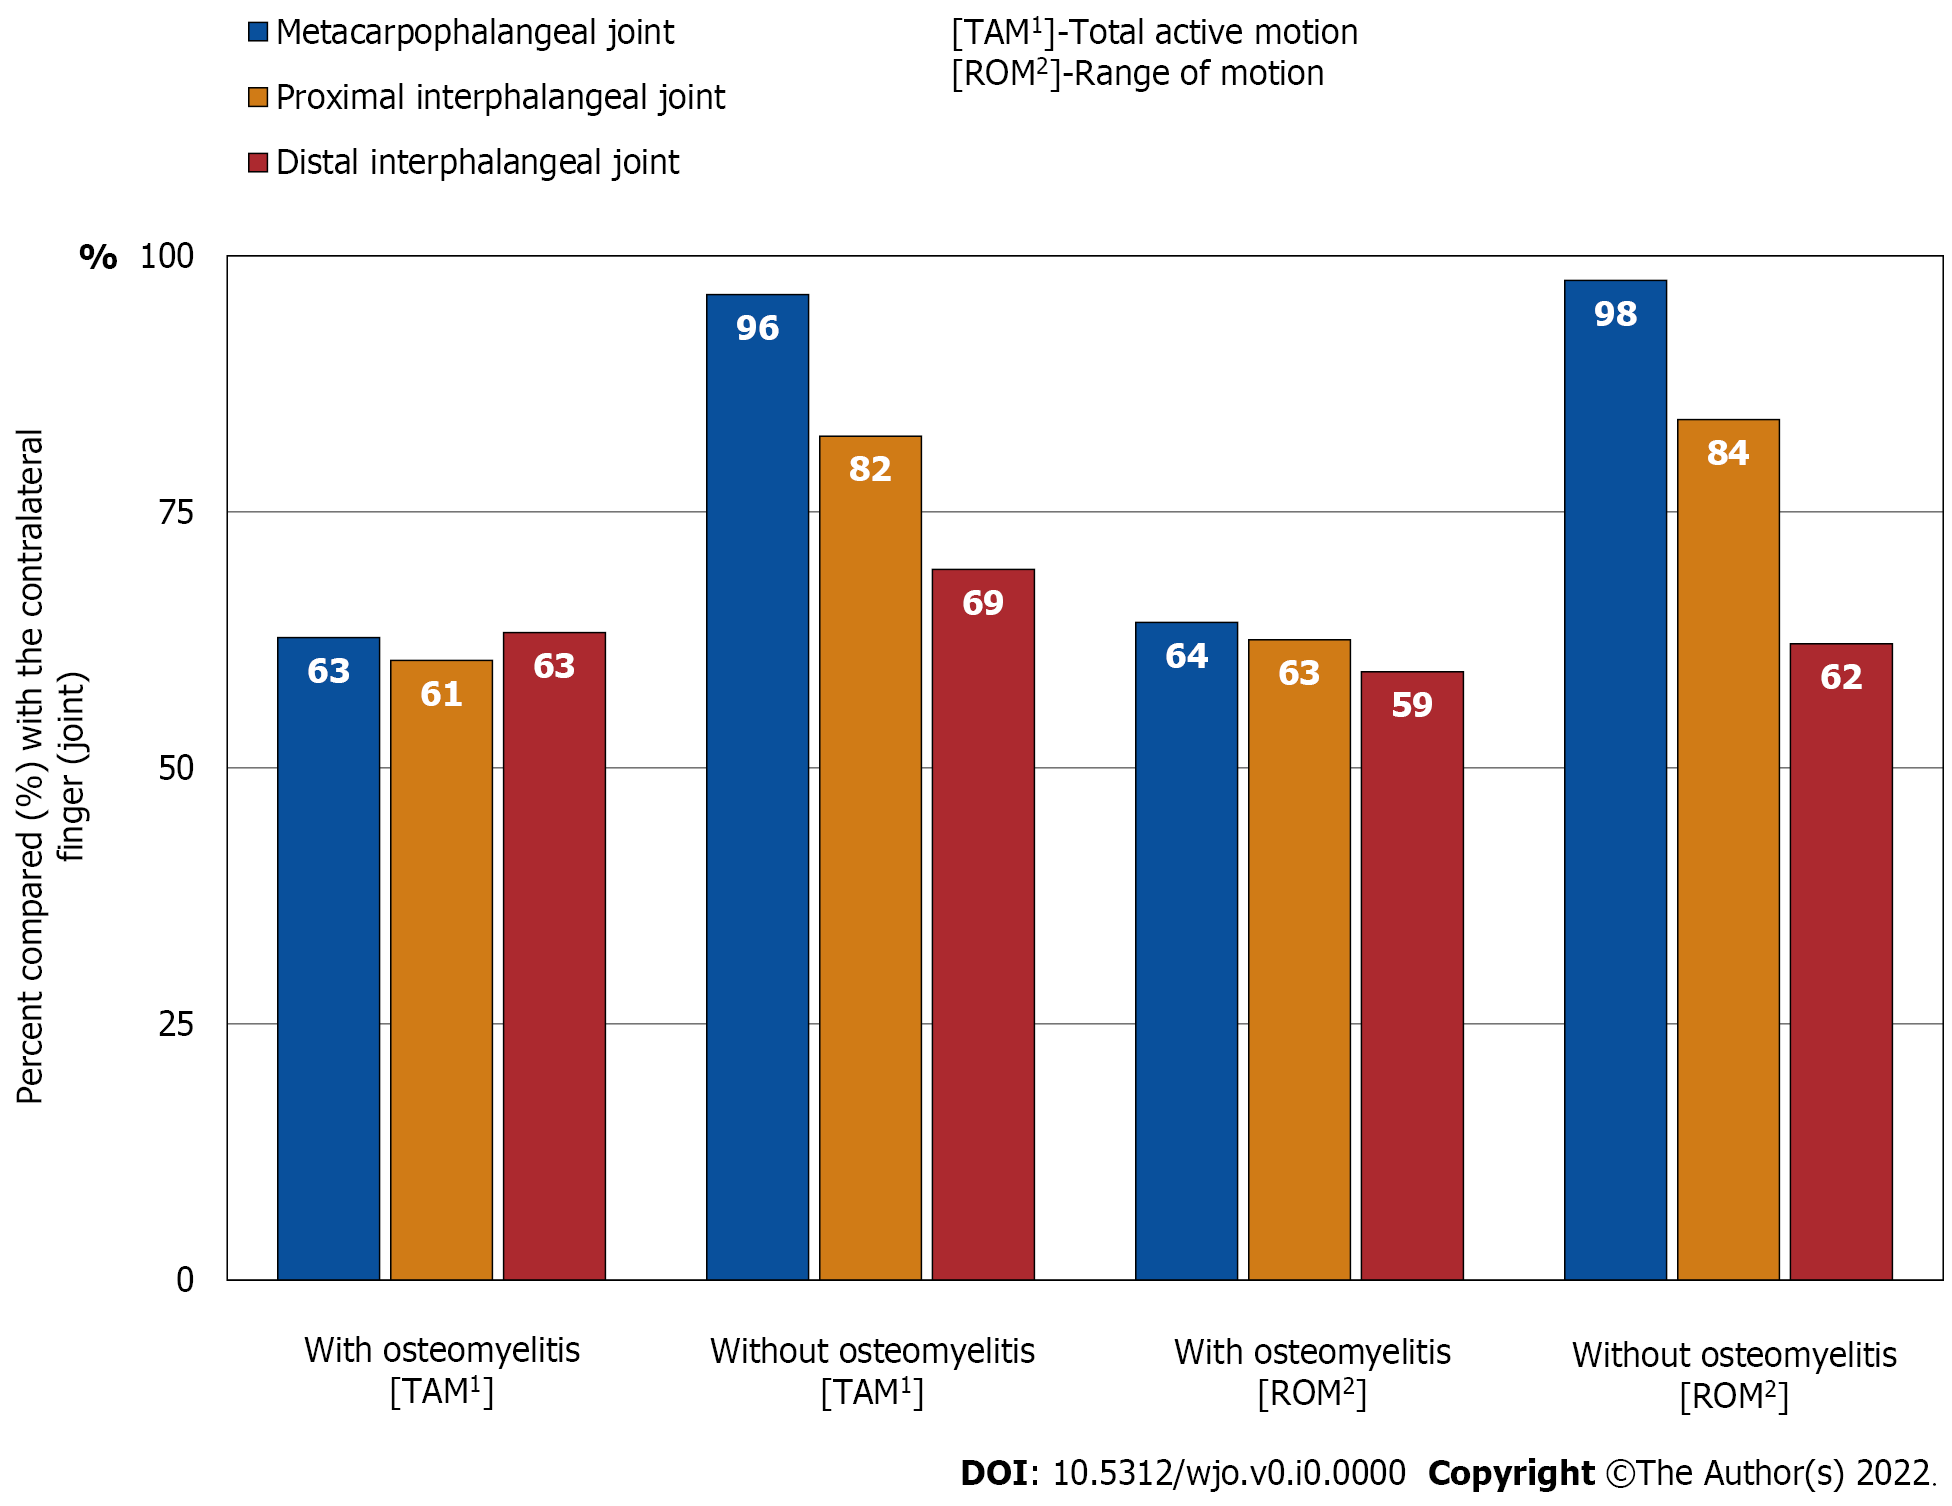 Metacarpophalangeal joint
Proximal interphalangeal joint
Distal interphalangeal joint
[TAM¹]-Total active motion
[ROM²]-Range of motion
% 100
75
50
25
0
Percent compared (%) with the contralateral
finger (joint)
63
61
63
96
82
69
64
63
59
98
84
62
With osteomyelitis
[TAM¹]
Without osteomyelitis
[TAM¹]
With osteomyelitis
[ROM²]
Without osteomyelitis
[ROM²]
DOI: 10.5312/wjo.v0.i0.0000 Copyright ©The Author(s) 2022.